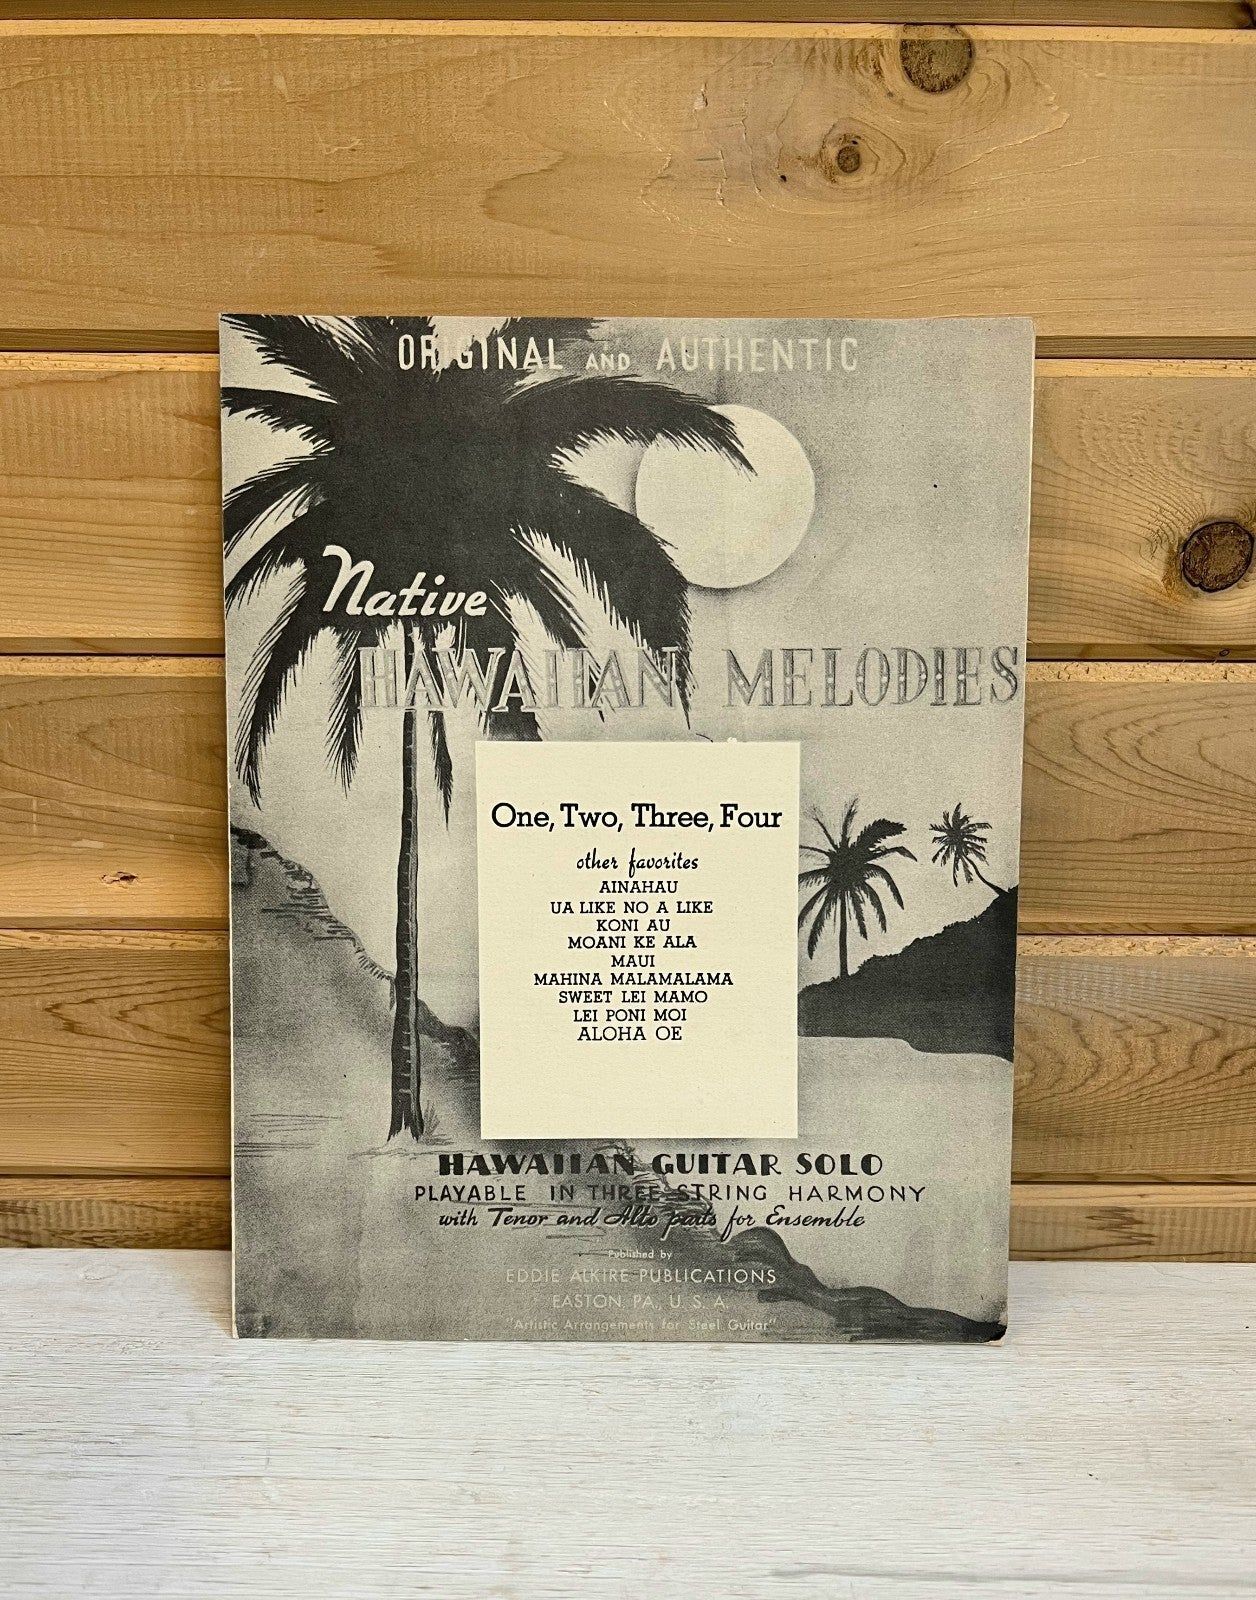 ORIGINAL AND AUTHENTIC
Native
HAWAIIAN MELODIES
One, Two, Three, Four
other favorites
AINAHAU
UA LIKE NO A LIKE
KONI AU
MOANI KE ALA
MAUI
MAHINA MALAMALAMA
SWEET LEI MAMO
LEI PONI MOI
ALOHA OE
HAWAIIAN GUITAR SOLO
PLAYABLE IN THREE STRING HARMONY
with Tenor and Alto parts for Ensemble
Published by
EDDIE ALKIRE PUBLICATIONS
EASTON, PA., U. S. A.
"Artistic Arrangements for Steel Guitar"